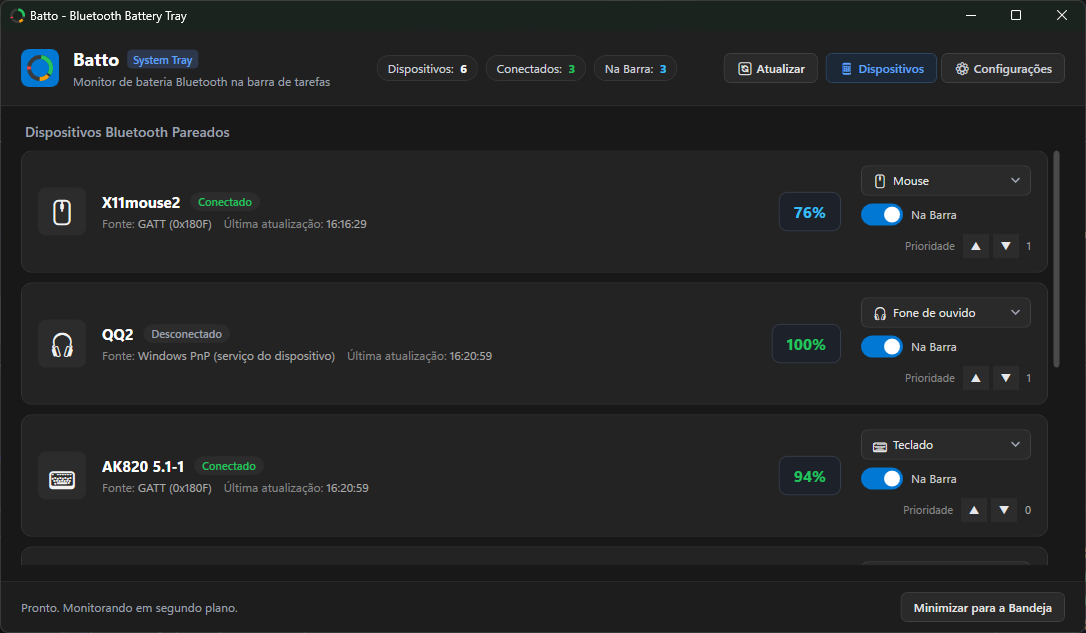 Batto - Bluetooth Battery Tray
Batto System Tray
Monitor de bateria Bluetooth na barra de tarefas
Dispositivos: 6
Conectados: 3
Na Barra: 3
Atualizar
Dispositivos
Configurações
Dispositivos Bluetooth Pareados
X11mouse2 Conectado
Fonte: GATT (0x180F) Última atualização: 16:16:29
76%
Mouse
Na Barra
Prioridade ▲ ▼ 1
QQ2 Desconectado
Fonte: Windows PnP (serviço do dispositivo) Última atualização: 16:20:59
100%
Fone de ouvido
Na Barra
Prioridade ▲ ▼ 1
AK820 5.1-1 Conectado
Fonte: GATT (0x180F) Última atualização: 16:20:59
94%
Teclado
Na Barra
Prioridade ▲ ▼ 0
Pronto. Monitorando em segundo plano.
Minimizar para a Bandeja